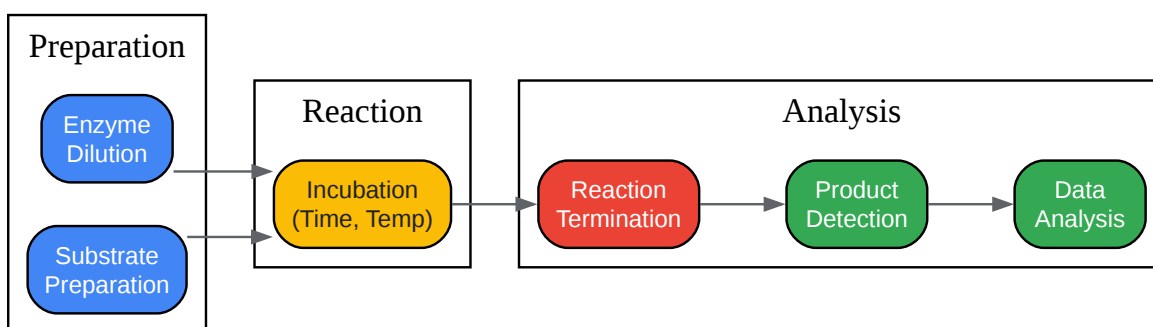 Preparation
Enzyme
Dilution
Substrate
Preparation
Reaction
Incubation
(Time, Temp)
Analysis
Reaction
Termination
Product
Detection
Data
Analysis